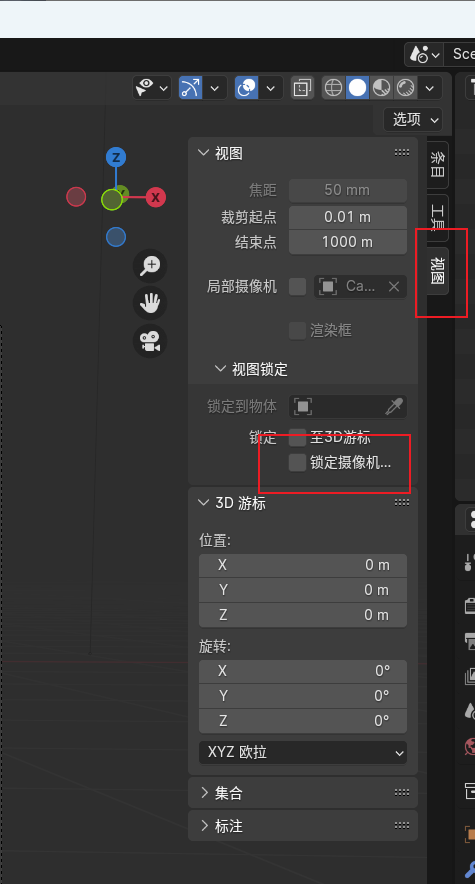 Sce
选项
Z
Y
X
视图
焦距 50 mm
裁剪起点 0.01 m
结束点 1000 m
局部摄像机 Ca...
渲染框
视图锁定
锁定到物体
锁定 至3D游标
锁定摄像机...
3D 游标
位置:
X 0 m
Y 0 m
Z 0 m
旋转:
X 0°
Y 0°
Z 0°
XYZ 欧拉
集合
标注
条目
工具
视图